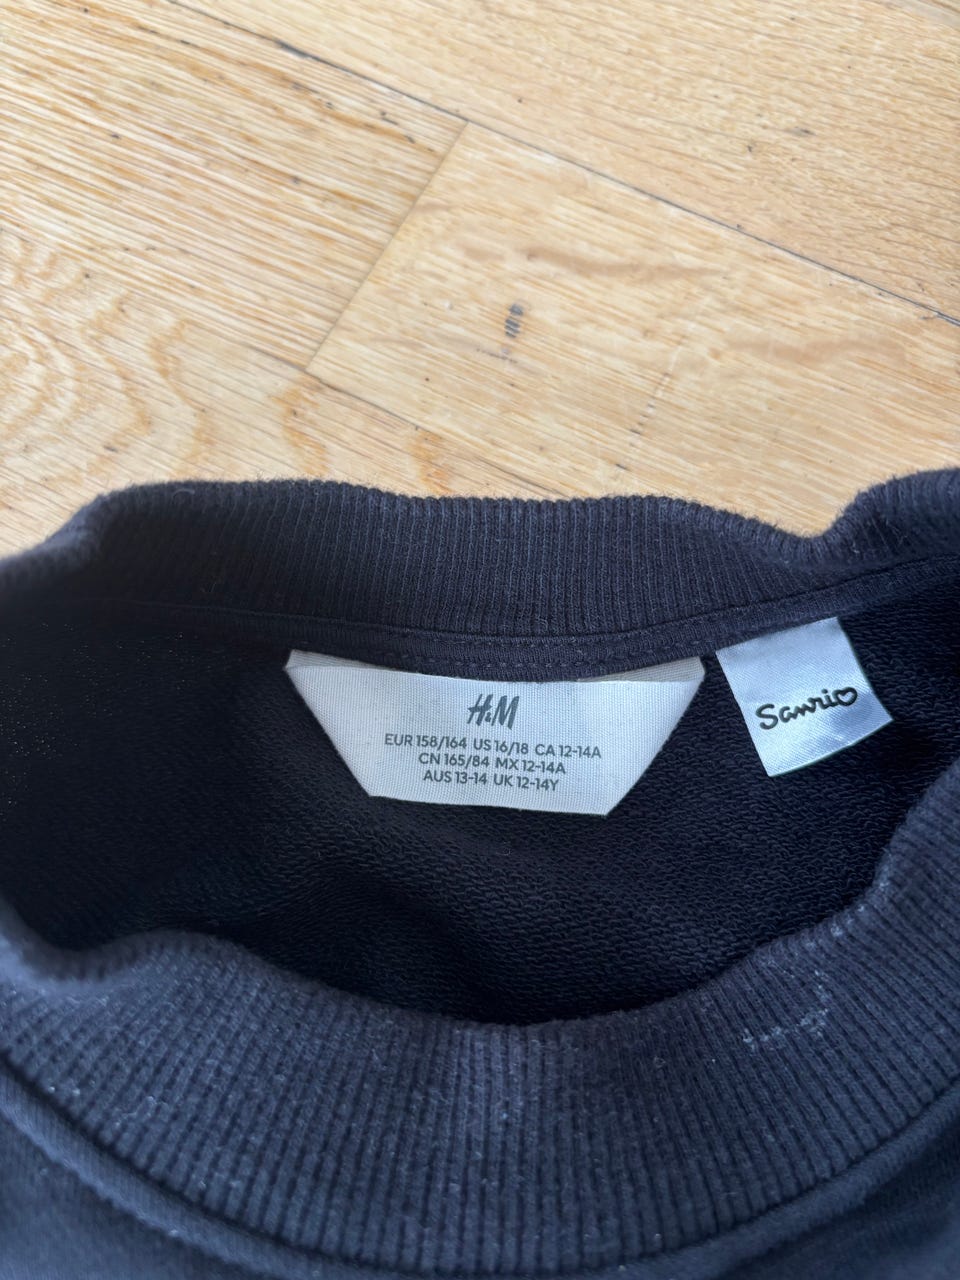 H&M
EUR 158/164 US 16/18 CA 12-14A
CN 165/84 MX 12-14A
AUS 13-14 UK 12-14Y
Sanrio